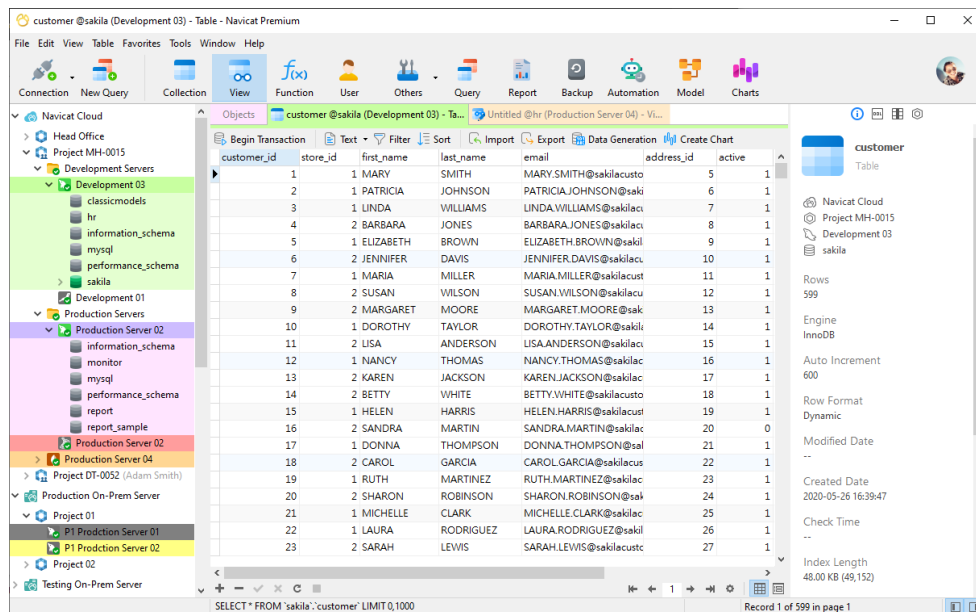 customer @sakila (Development 03) - Table - Navicat Premium
File Edit View Table Favorites Tools Window Help
Connection New Query Collection View Function User Others Query Report Backup Automation Model Charts
Navicat Cloud
Head Office
Project MH-0015
Development Servers
Development 03
classicmodels
hr
information_schema
mysql
performance_schema
sakila
Development 01
Production Servers
Production Server 02
information_schema
monitor
mysql
performance_schema
report
report_sample
Production Server 02
Production Server 04
Project DT-0052 (Adam Smith)
Production On-Prem Server
Project 01
P1 Prodction Server 01
P1 Prodction Server 02
Project 02
Testing On-Prem Server
Objects customer @sakila (Development 03) - Ta... Untitled @hr (Production Server 04) - Vi...
Begin Transaction Text Filter Sort Import Export Data Generation Create Chart
customer_id store_id first_name last_name email address_id active
1 1 MARY SMITH MARY.SMITH@sakilacusto 5 1
2 1 PATRICIA JOHNSON PATRICIA.JOHNSON@saki 6 1
3 1 LINDA WILLIAMS LINDA.WILLIAMS@sakilacu 7 1
4 2 BARBARA JONES BARBARA.JONES@sakilacu 8 1
5 1 ELIZABETH BROWN ELIZABETH.BROWN@sakil 9 1
6 2 JENNIFER DAVIS JENNIFER.DAVIS@sakilacu 10 1
7 1 MARIA MILLER MARIA.MILLER@sakilacust 11 1
8 2 SUSAN WILSON SUSAN.WILSON@sakilacu 12 1
9 2 MARGARET MOORE MARGARET.MOORE@sak 13 1
10 1 DOROTHY TAYLOR DOROTHY.TAYLOR@sakila 14 1
11 2 LISA ANDERSON LISA.ANDERSON@sakilacu 15 1
12 1 NANCY THOMAS NANCY.THOMAS@sakilac 16 1
13 2 KAREN JACKSON KAREN.JACKSON@sakilac 17 1
14 2 BETTY WHITE BETTY.WHITE@sakilacusto 18 1
15 1 HELEN HARRIS HELEN.HARRIS@sakilacust 19 1
16 2 SANDRA MARTIN SANDRA.MARTIN@sakilac 20 0
17 1 DONNA THOMPSON DONNA.THOMPSON@sal 21 1
18 2 CAROL GARCIA CAROL.GARCIA@sakilacus 22 1
19 1 RUTH MARTINEZ RUTH.MARTINEZ@sakilac 23 1
20 2 SHARON ROBINSON SHARON.ROBINSON@sak 24 1
21 1 MICHELLE CLARK MICHELLE.CLARK@sakilac 25 1
22 1 LAURA RODRIGUEZ LAURA.RODRIGUEZ@sakil 26 1
23 2 SARAH LEWIS SARAH.LEWIS@sakilacusto 27 1
1
SELECT * FROM `sakila`.`customer` LIMIT 0,1000 Record 1 of 599 in page 1
customer
Table
Navicat Cloud
Project MH-0015
Development 03
sakila
Rows
599
Engine
InnoDB
Auto Increment
600
Row Format
Dynamic
Modified Date
--
Created Date
2020-05-26 16:39:47
Check Time
--
Index Length
48.00 KB (49,152)